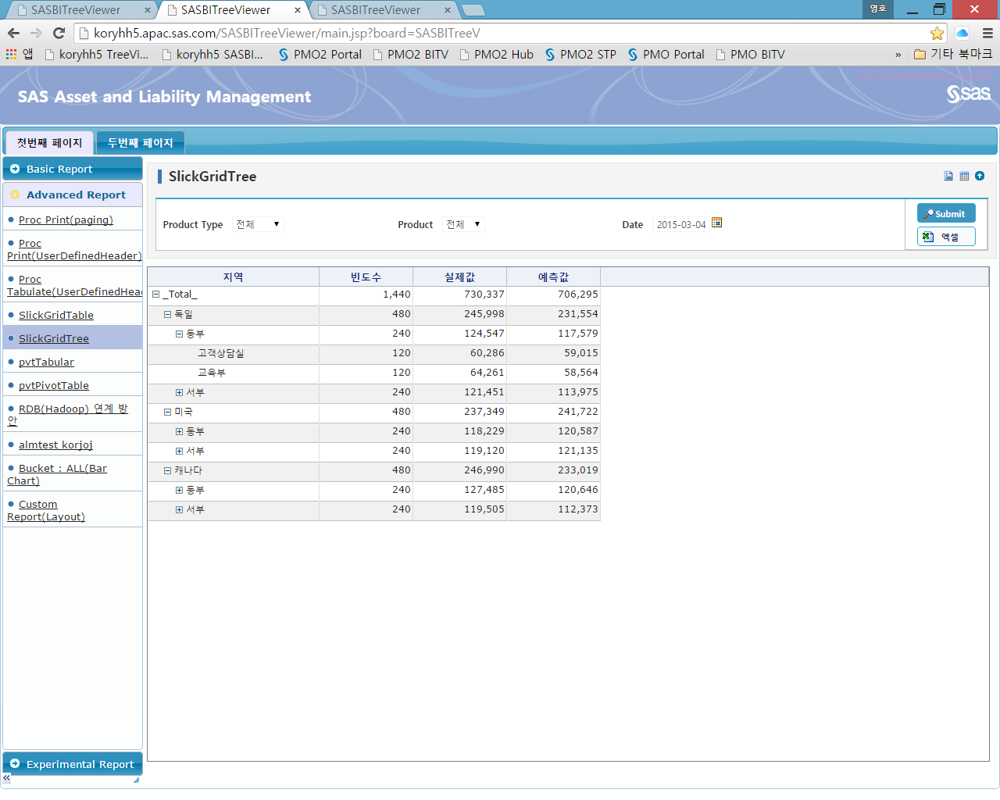 SASBITreeViewer SASBITreeViewer SASBITreeViewer 영호
koryhh5.apac.sas.com/SASBITreeViewer/main.jsp?board=SASBITreeV
앱 koryhh5 TreeVi... koryhh5 SASBI... PMO2 Portal PMO2 BITV PMO2 Hub PMO2 STP PMO Portal PMO BITV » 기타 북마크
SAS Asset and Liability Management
sas
첫번째 페이지 두번째 페이지
Basic Report
Advanced Report
Proc Print(paging)
Proc
Print(UserDefinedHeader)
Proc
Tabulate(UserDefinedHea
SlickGridTable
SlickGridTree
pvtTabular
pvtPivotTable
RDB(Hadoop) 연계 방
안
almtest korjoj
Bucket : ALL(Bar
Chart)
Custom
Report(Layout)
Experimental Report
«
SlickGridTree
Product Type 전체 Product 전체 Date 2015-03-04
Submit
엑셀
지역 빈도수 실제값 예측값
_Total_ 1,440 730,337 706,295
독일 480 245,998 231,554
동부 240 124,547 117,579
고객상담실 120 60,286 59,015
교육부 120 64,261 58,564
서부 240 121,451 113,975
미국 480 237,349 241,722
동부 240 118,229 120,587
서부 240 119,120 121,135
캐나다 480 246,990 233,019
동부 240 127,485 120,646
서부 240 119,505 112,373